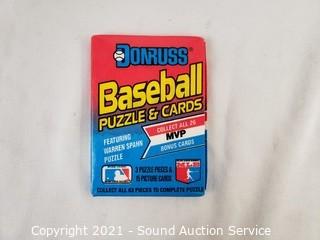 DONRUSS
Baseball
PUZZLE & CARDS
COLLECT ALL 26
MVP
BONUS CARDS
FEATURING
WARREN SPAHN
PUZZLE
3 PUZZLE PIECES &
15 PICTURE CARDS
COLLECT ALL 63 PIECES TO COMPLETE PUZZLE
Copyright 2021 - Sound Auction Service